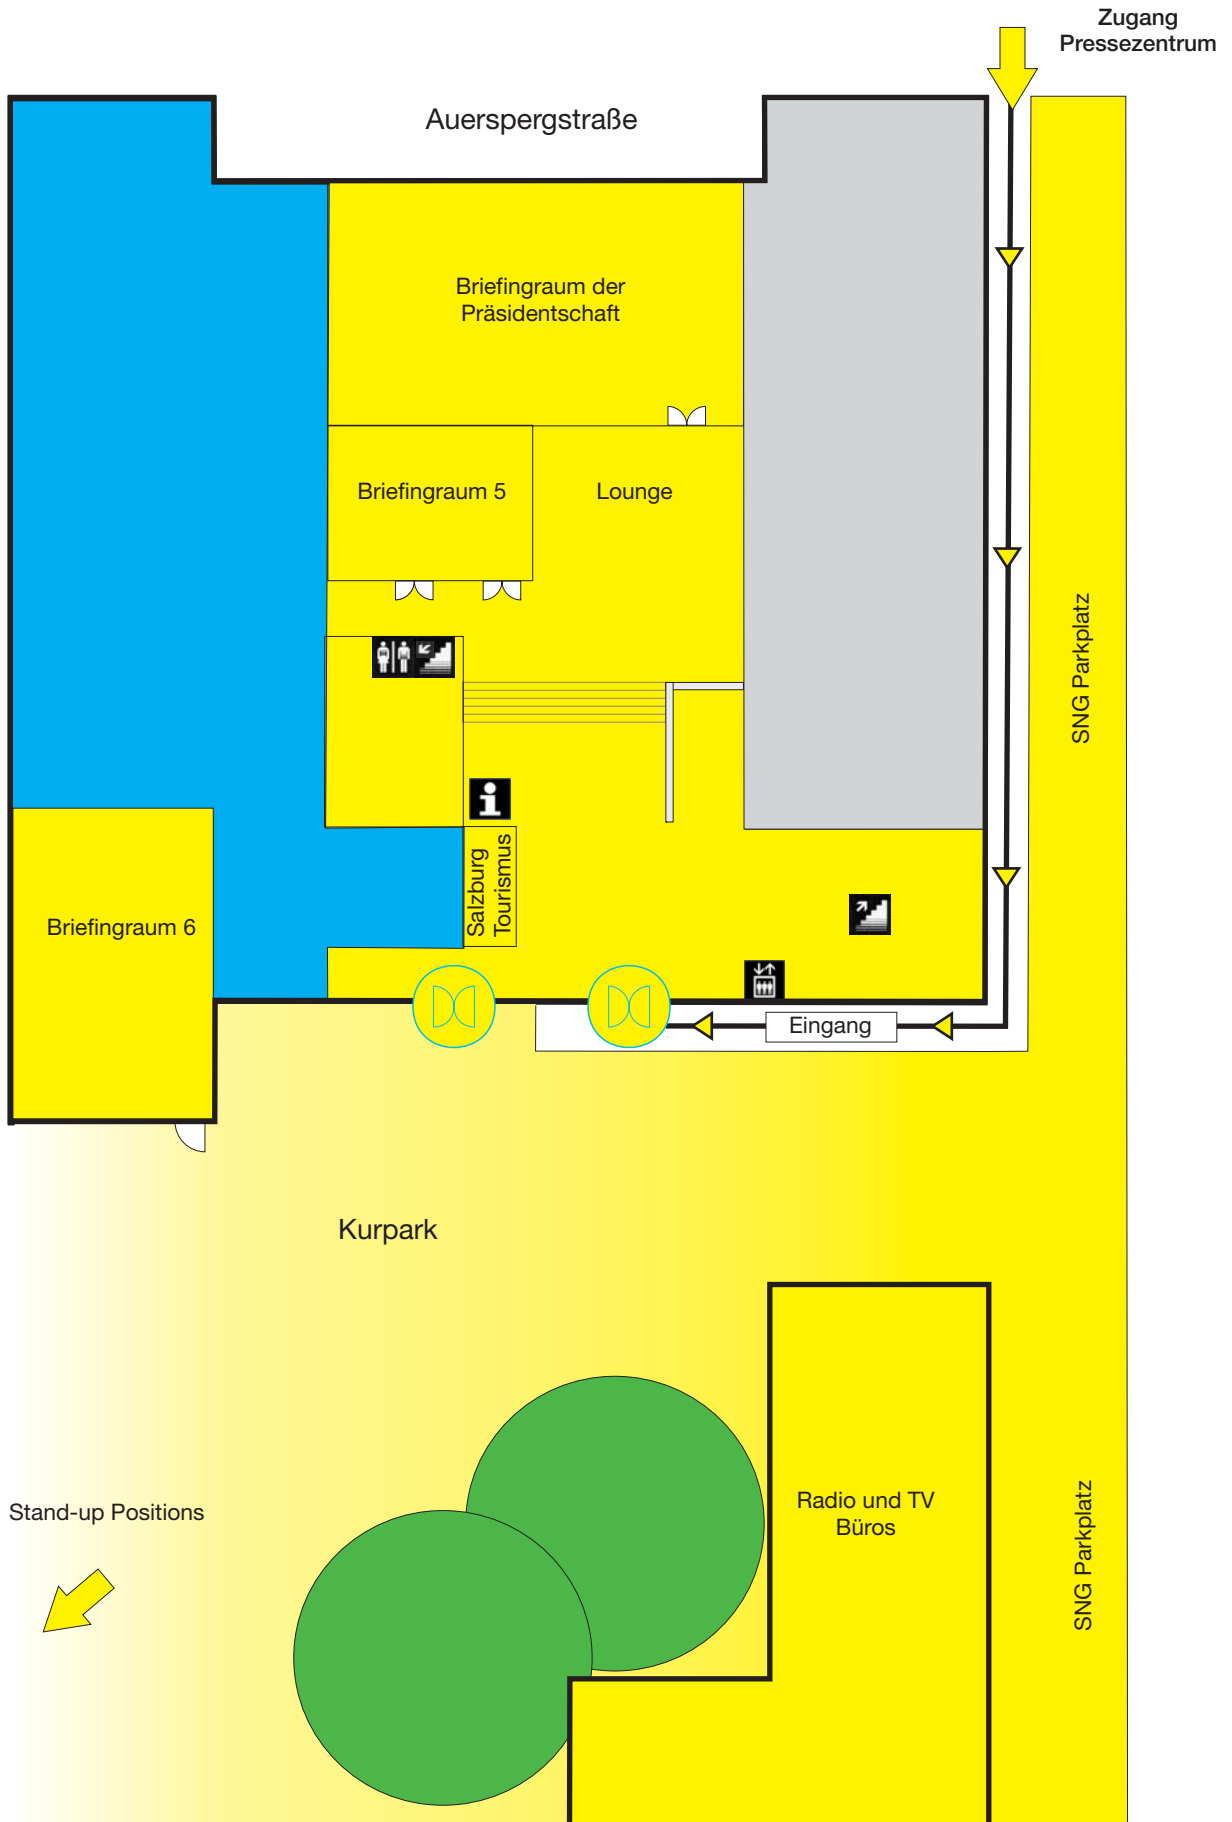 Zugang
Pressezentrum
Auerspergstraße
Briefingraum der
Präsidentschaft
Briefingraum 5
Lounge
SNG Parkplatz
Salzburg
Tourismus
Briefingraum 6
Eingang
Kurpark
Stand-up Positions
Radio und TV
Büros
SNG Parkplatz